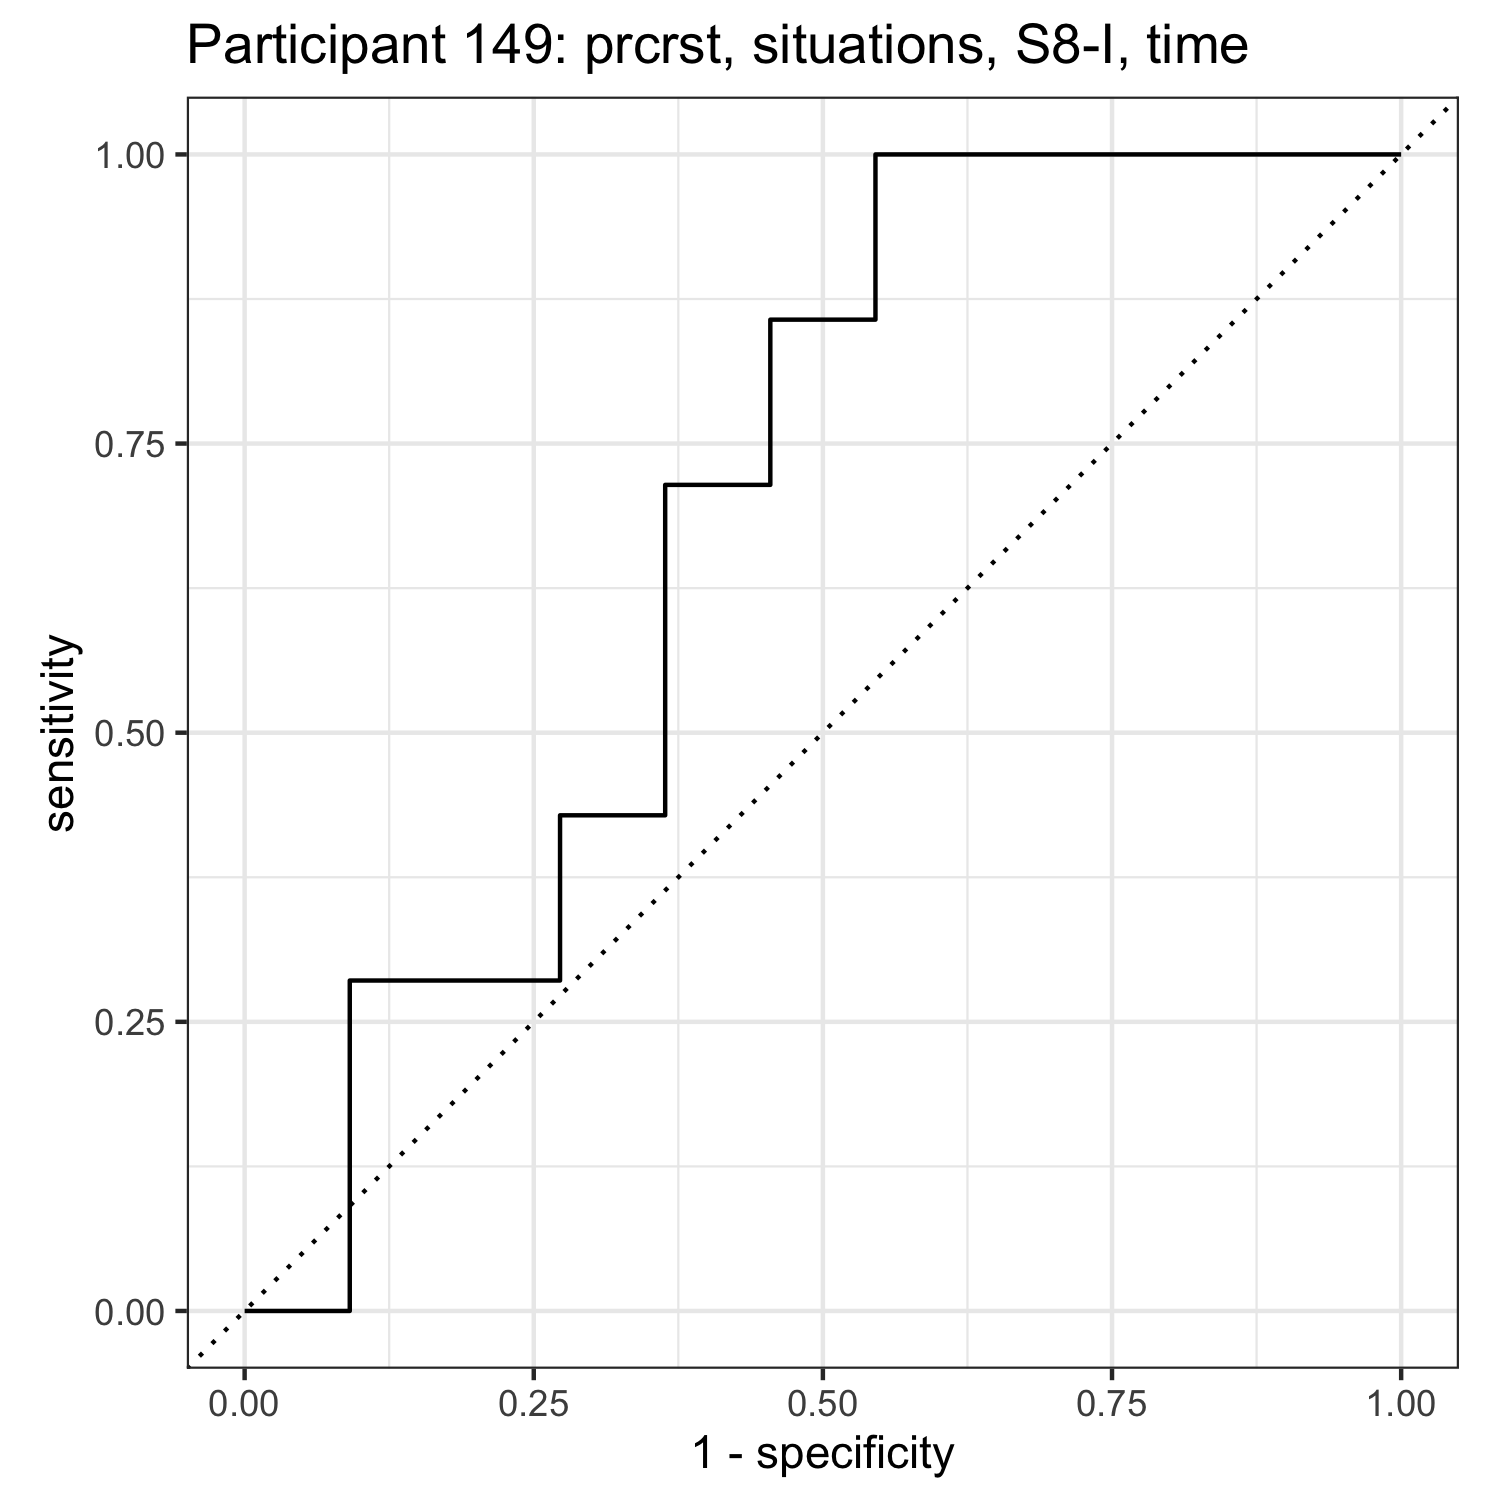 Participant 149: prcrst, situations, S8-I, time
1.00
0.75
0.50
0.25
0.00
sensitivity
0.00 0.25 0.50 0.75 1.00
1 - specificity